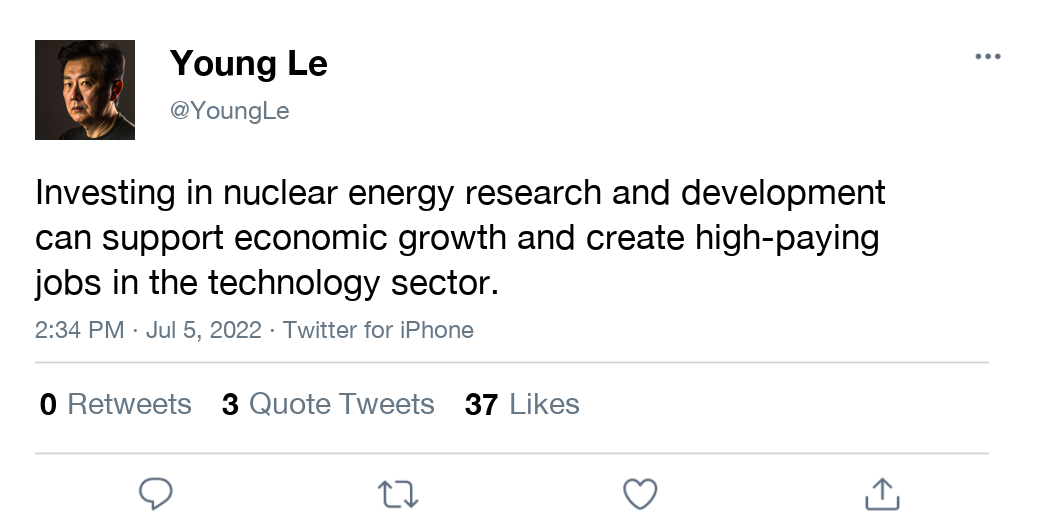 Young Le
@YoungLe
Investing in nuclear energy research and development
can support economic growth and create high-paying
jobs in the technology sector.
2:34 PM · Jul 5, 2022 · Twitter for iPhone
0 Retweets 3 Quote Tweets 37 Likes